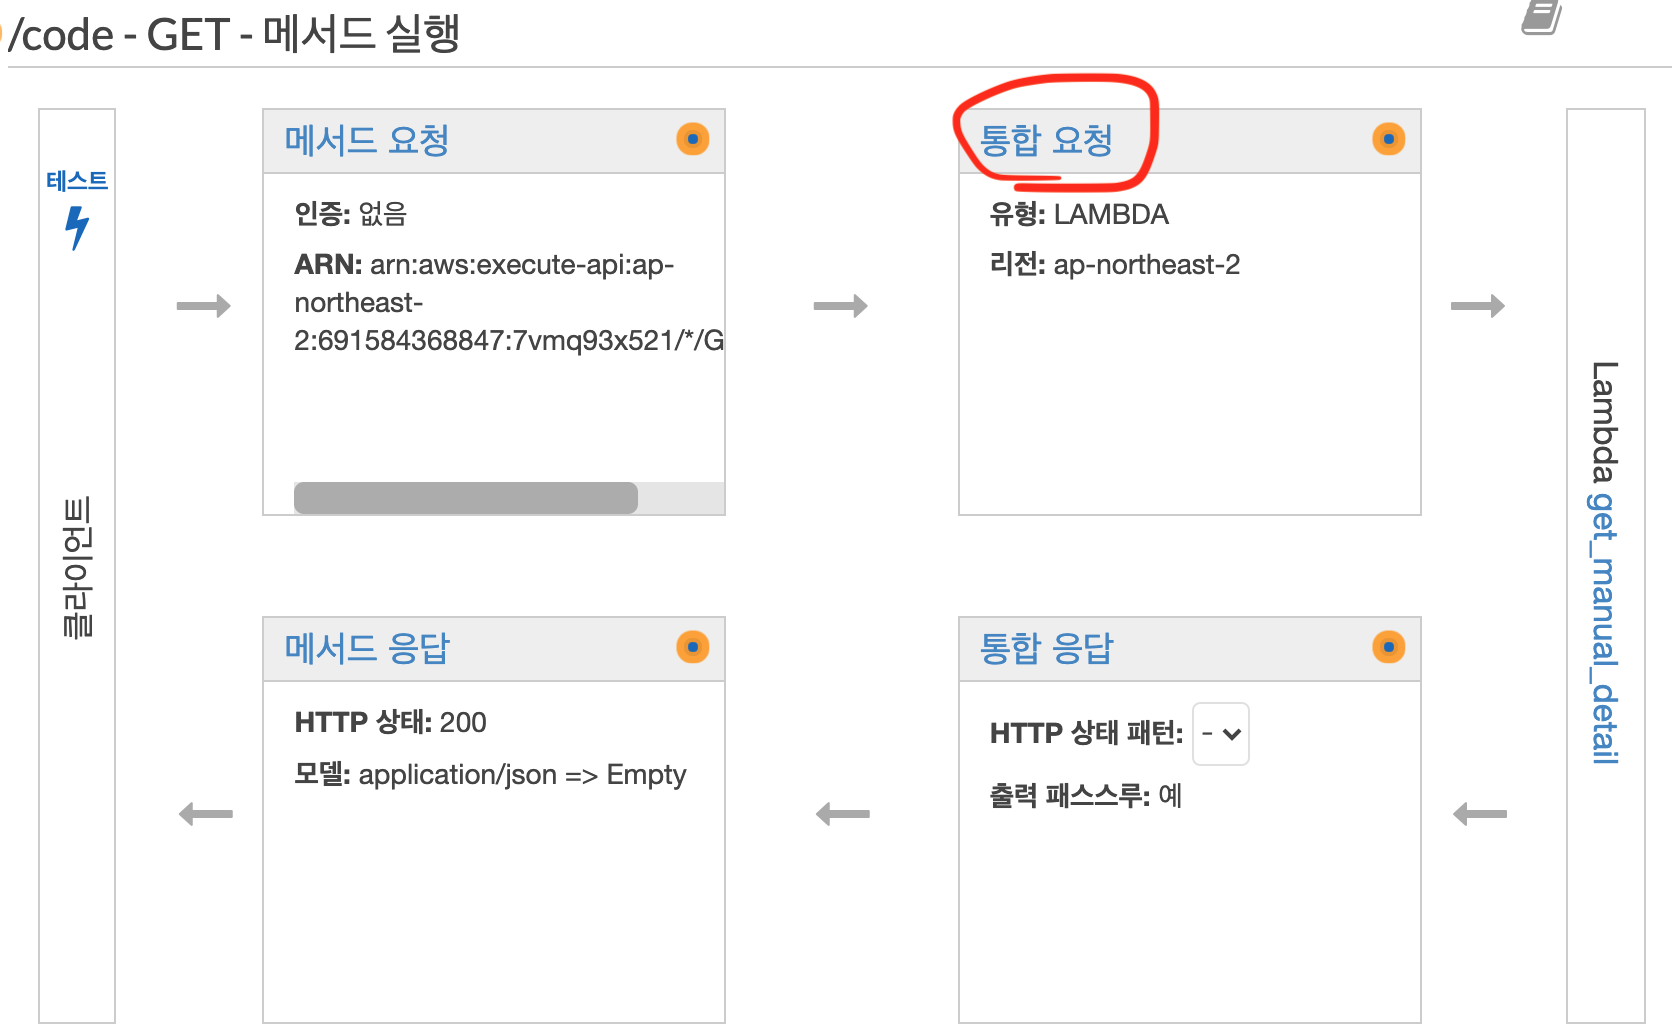 /code - GET - 메서드 실행
테스트
클라이언트
메서드 요청
인증: 없음
ARN: arn:aws:execute-api:ap-
northeast-
2:691584368847:7vmq93x521/*/G
통합 요청
유형: LAMBDA
리전: ap-northeast-2
Lambda get_manual_detail
메서드 응답
HTTP 상태: 200
모델: application/json => Empty
통합 응답
HTTP 상태 패턴: -
출력 패스스루: 예